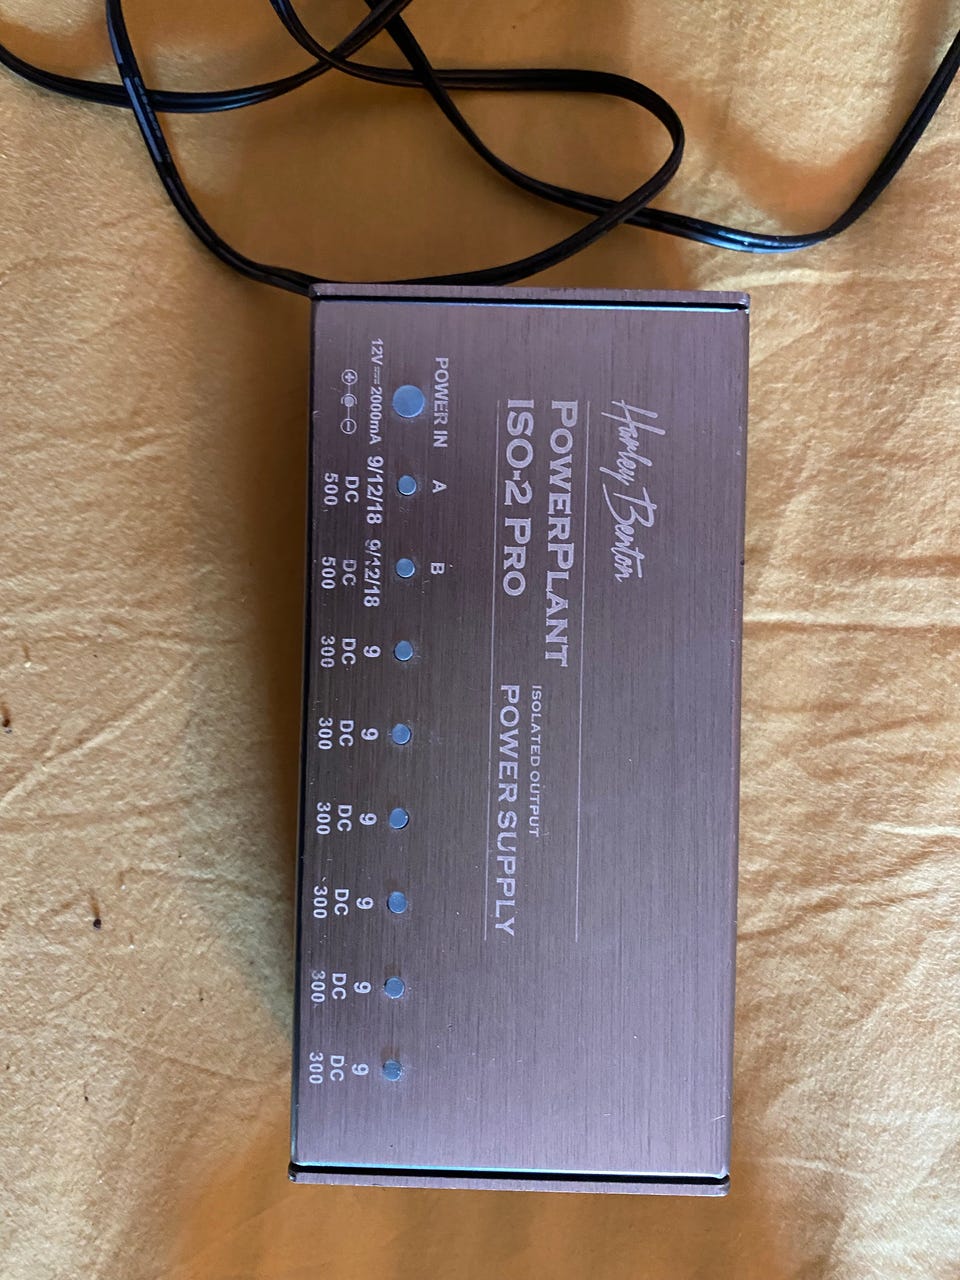 Harley Benton
POWERPLANT
ISO-2 PRO
ISOLATED OUTPUT
POWER SUPPLY
POWER IN A B
12V⎓2000mA 9/12/18 9/12/18 9 9 9 9 9 9
DC DC DC DC DC DC DC DC
500 500 300 300 300 300 300 300